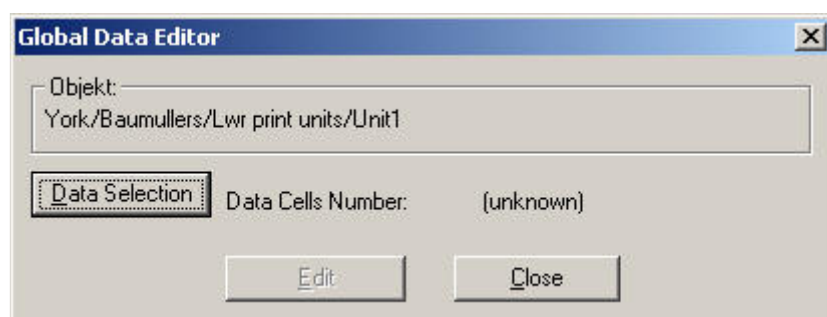 Global Data Editor
Objekt:
York/Baumullers/Lwr print units/Unit1
Data Selection Data Cells Number: (unknown)
Edit Close